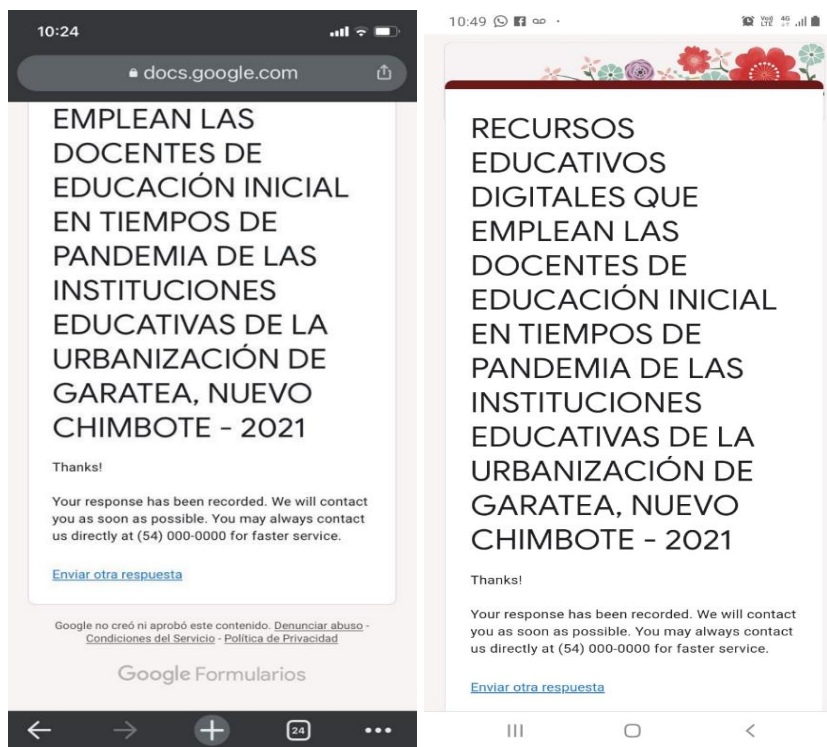 10:24
docs.google.com
EMPLEAN LAS
DOCENTES DE
EDUCACIÓN INICIAL
EN TIEMPOS DE
PANDEMIA DE LAS
INSTITUCIONES
EDUCATIVAS DE LA
URBANIZACIÓN DE
GARATEA, NUEVO
CHIMBOTE - 2021
Thanks!
Your response has been recorded. We will contact
you as soon as possible. You may always contact
us directly at (54) 000-0000 for faster service.
Enviar otra respuesta
Google no creó ni aprobó este contenido. Denunciar abuso -
Condiciones del Servicio - Política de Privacidad
Google Formularios
24
10:49
VoD LTE 4G
RECURSOS
EDUCATIVOS
DIGITALES QUE
EMPLEAN LAS
DOCENTES DE
EDUCACIÓN INICIAL
EN TIEMPOS DE
PANDEMIA DE LAS
INSTITUCIONES
EDUCATIVAS DE LA
URBANIZACIÓN DE
GARATEA, NUEVO
CHIMBOTE - 2021
Thanks!
Your response has been recorded. We will contact
you as soon as possible. You may always contact
us directly at (54) 000-0000 for faster service.
Enviar otra respuesta